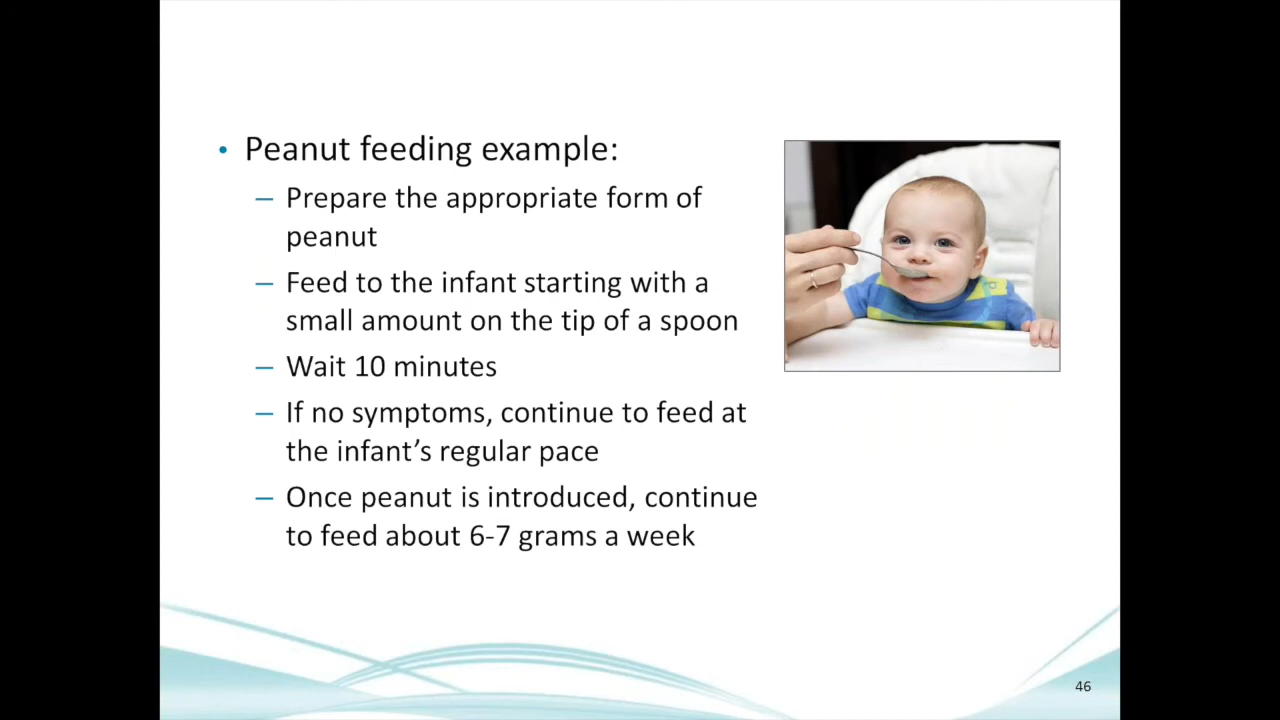 • Peanut feeding example:
– Prepare the appropriate form of
peanut
– Feed to the infant starting with a
small amount on the tip of a spoon
– Wait 10 minutes
– If no symptoms, continue to feed at
the infant’s regular pace
– Once peanut is introduced, continue
to feed about 6-7 grams a week
46